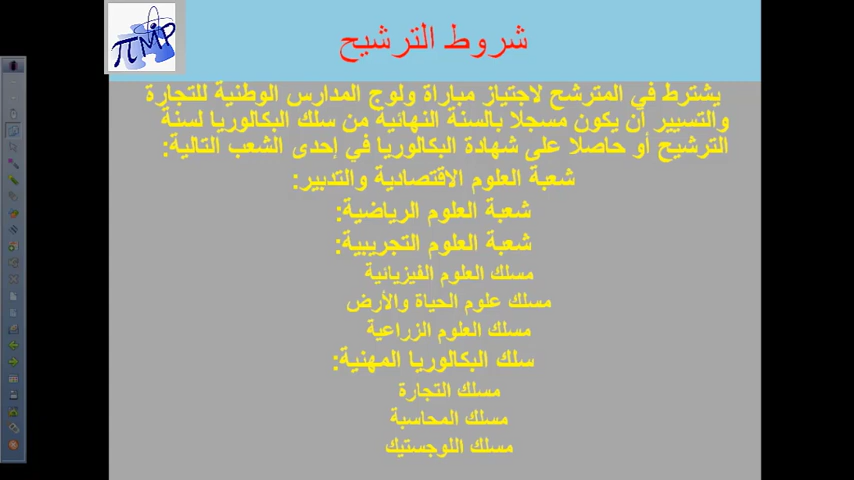 πMP
شروط الترشيح
يشترط في المترشح لاجتياز مباراة ولوج المدارس الوطنية للتجارة
والتسيير أن يكون مسجلا بالسنة النهائية من سلك البكالوريا لسنة
الترشيح أو حاصلا على شهادة البكالوريا في إحدى الشعب التالية:
شعبة العلوم الاقتصادية والتدبير:
شعبة العلوم الرياضية:
شعبة العلوم التجريبية:
مسلك العلوم الفيزيائية
مسلك علوم الحياة والأرض
مسلك العلوم الزراعية
سلك البكالوريا المهنية:
مسلك التجارة
مسلك المحاسبة
مسلك اللوجستيك